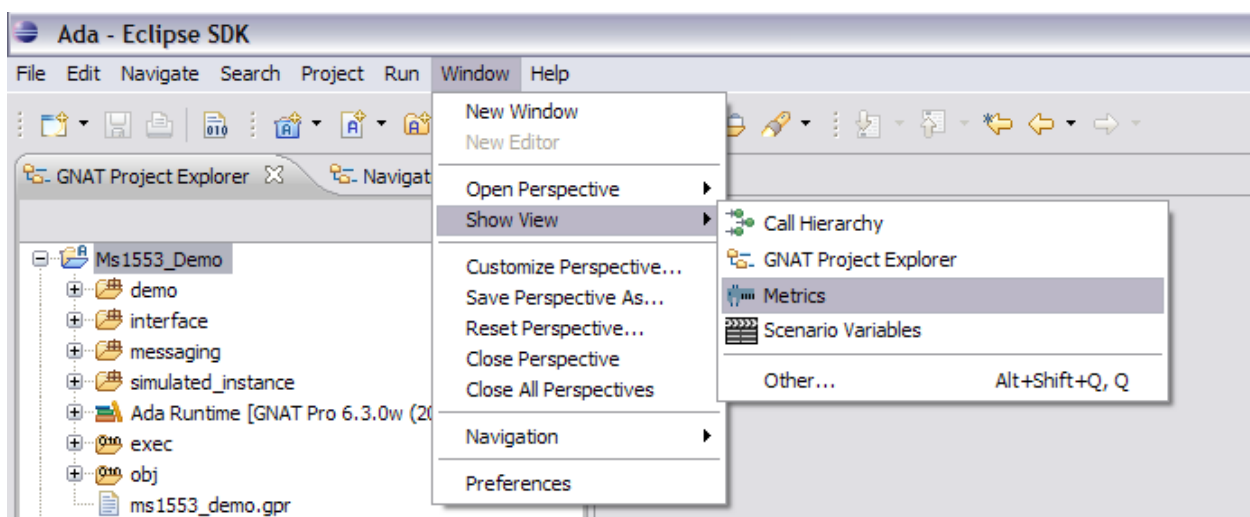 Ada - Eclipse SDK
File Edit Navigate Search Project Run Window Help
GNAT Project Explorer Navigat
Ms1553_Demo
demo
interface
messaging
simulated_instance
Ada Runtime [GNAT Pro 6.3.0w (20
exec
obj
ms1553_demo.gpr
New Window
New Editor
Open Perspective
Show View
Customize Perspective...
Save Perspective As...
Reset Perspective...
Close Perspective
Close All Perspectives
Navigation
Preferences
Call Hierarchy
GNAT Project Explorer
Metrics
Scenario Variables
Other... Alt+Shift+Q, Q